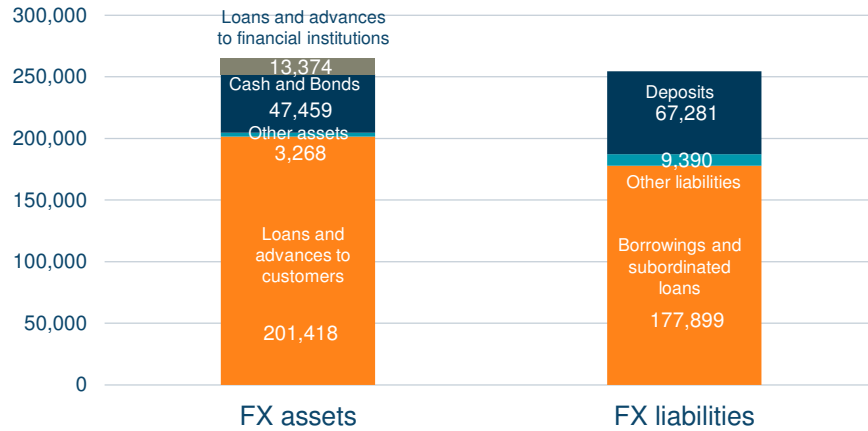 300,000
250,000
200,000
150,000
100,000
50,000
0
Loans and advances
to financial institutions
13,374
Cash and Bonds
47,459
Other assets
3,268
Loans and
advances to
customers
201,418
Deposits
67,281
9,390
Other liabilities
Borrowings and
subordinated
loans
177,899
FX assets
FX liabilities